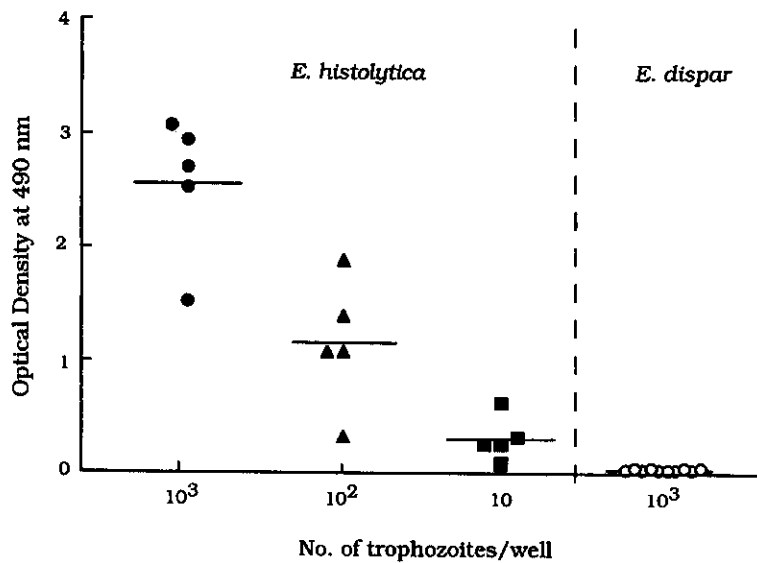 4
E. histolytica
E. dispar
3
2
1
0
Optical Density at 490 nm
10³
10²
10
10³
No. of trophozoites/well